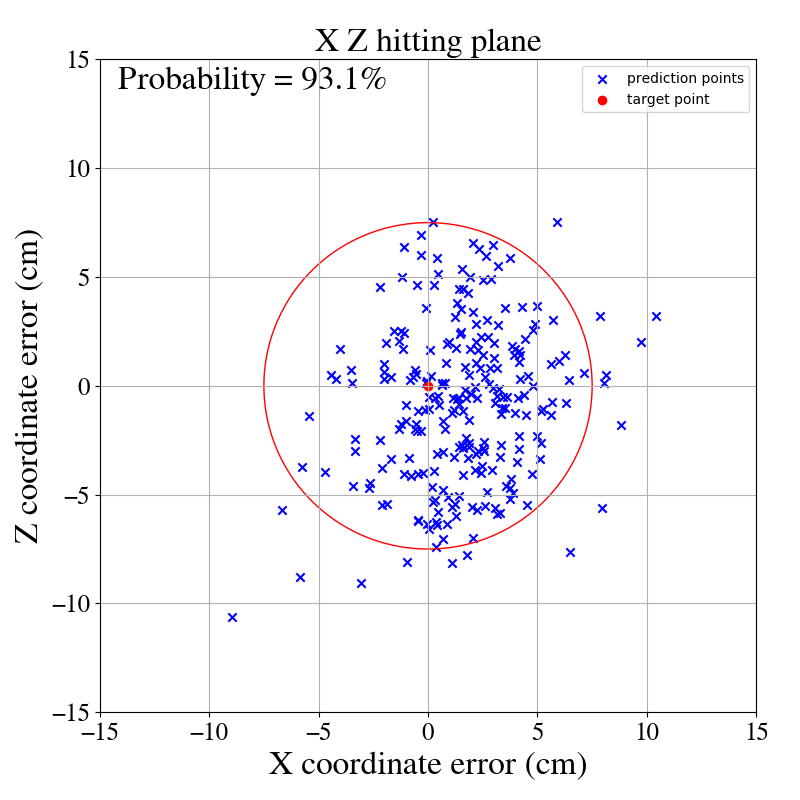 X Z hitting plane
Probability = 93.1%
prediction points
target point
Z coordinate error (cm)
15
10
5
0
−5
−10
−15
−15
−10
−5
0
5
10
15
X coordinate error (cm)